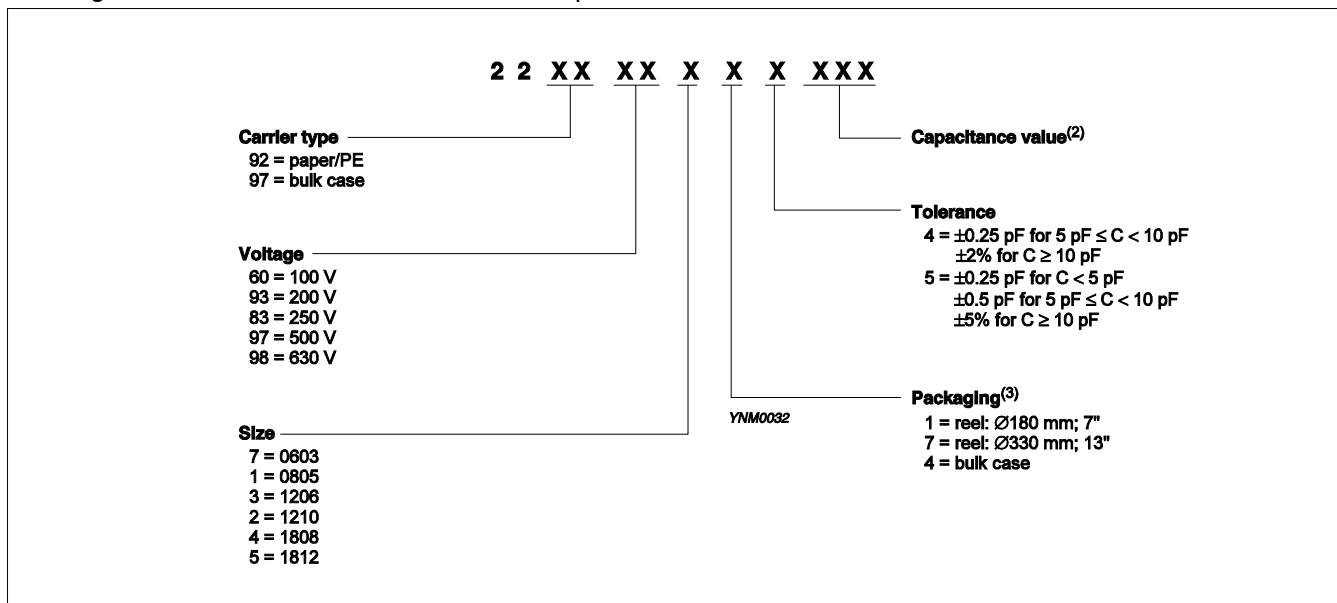 2 2 XX XX X X X XXX
Carrier type
92 = paper/PE
97 = bulk case
Voltage
60 = 100 V
93 = 200 V
83 = 250 V
97 = 500 V
98 = 630 V
Size
7 = 0603
1 = 0805
3 = 1206
2 = 1210
4 = 1808
5 = 1812
Capacitance value(2)
Tolerance
4 = ±0.25 pF for 5 pF ≤ C < 10 pF
±2% for C ≥ 10 pF
5 = ±0.25 pF for C < 5 pF
±0.5 pF for 5 pF ≤ C < 10 pF
±5% for C ≥ 10 pF
Packaging(3)
1 = reel: Ø180 mm; 7"
7 = reel: Ø330 mm; 13"
4 = bulk case
YNM0032